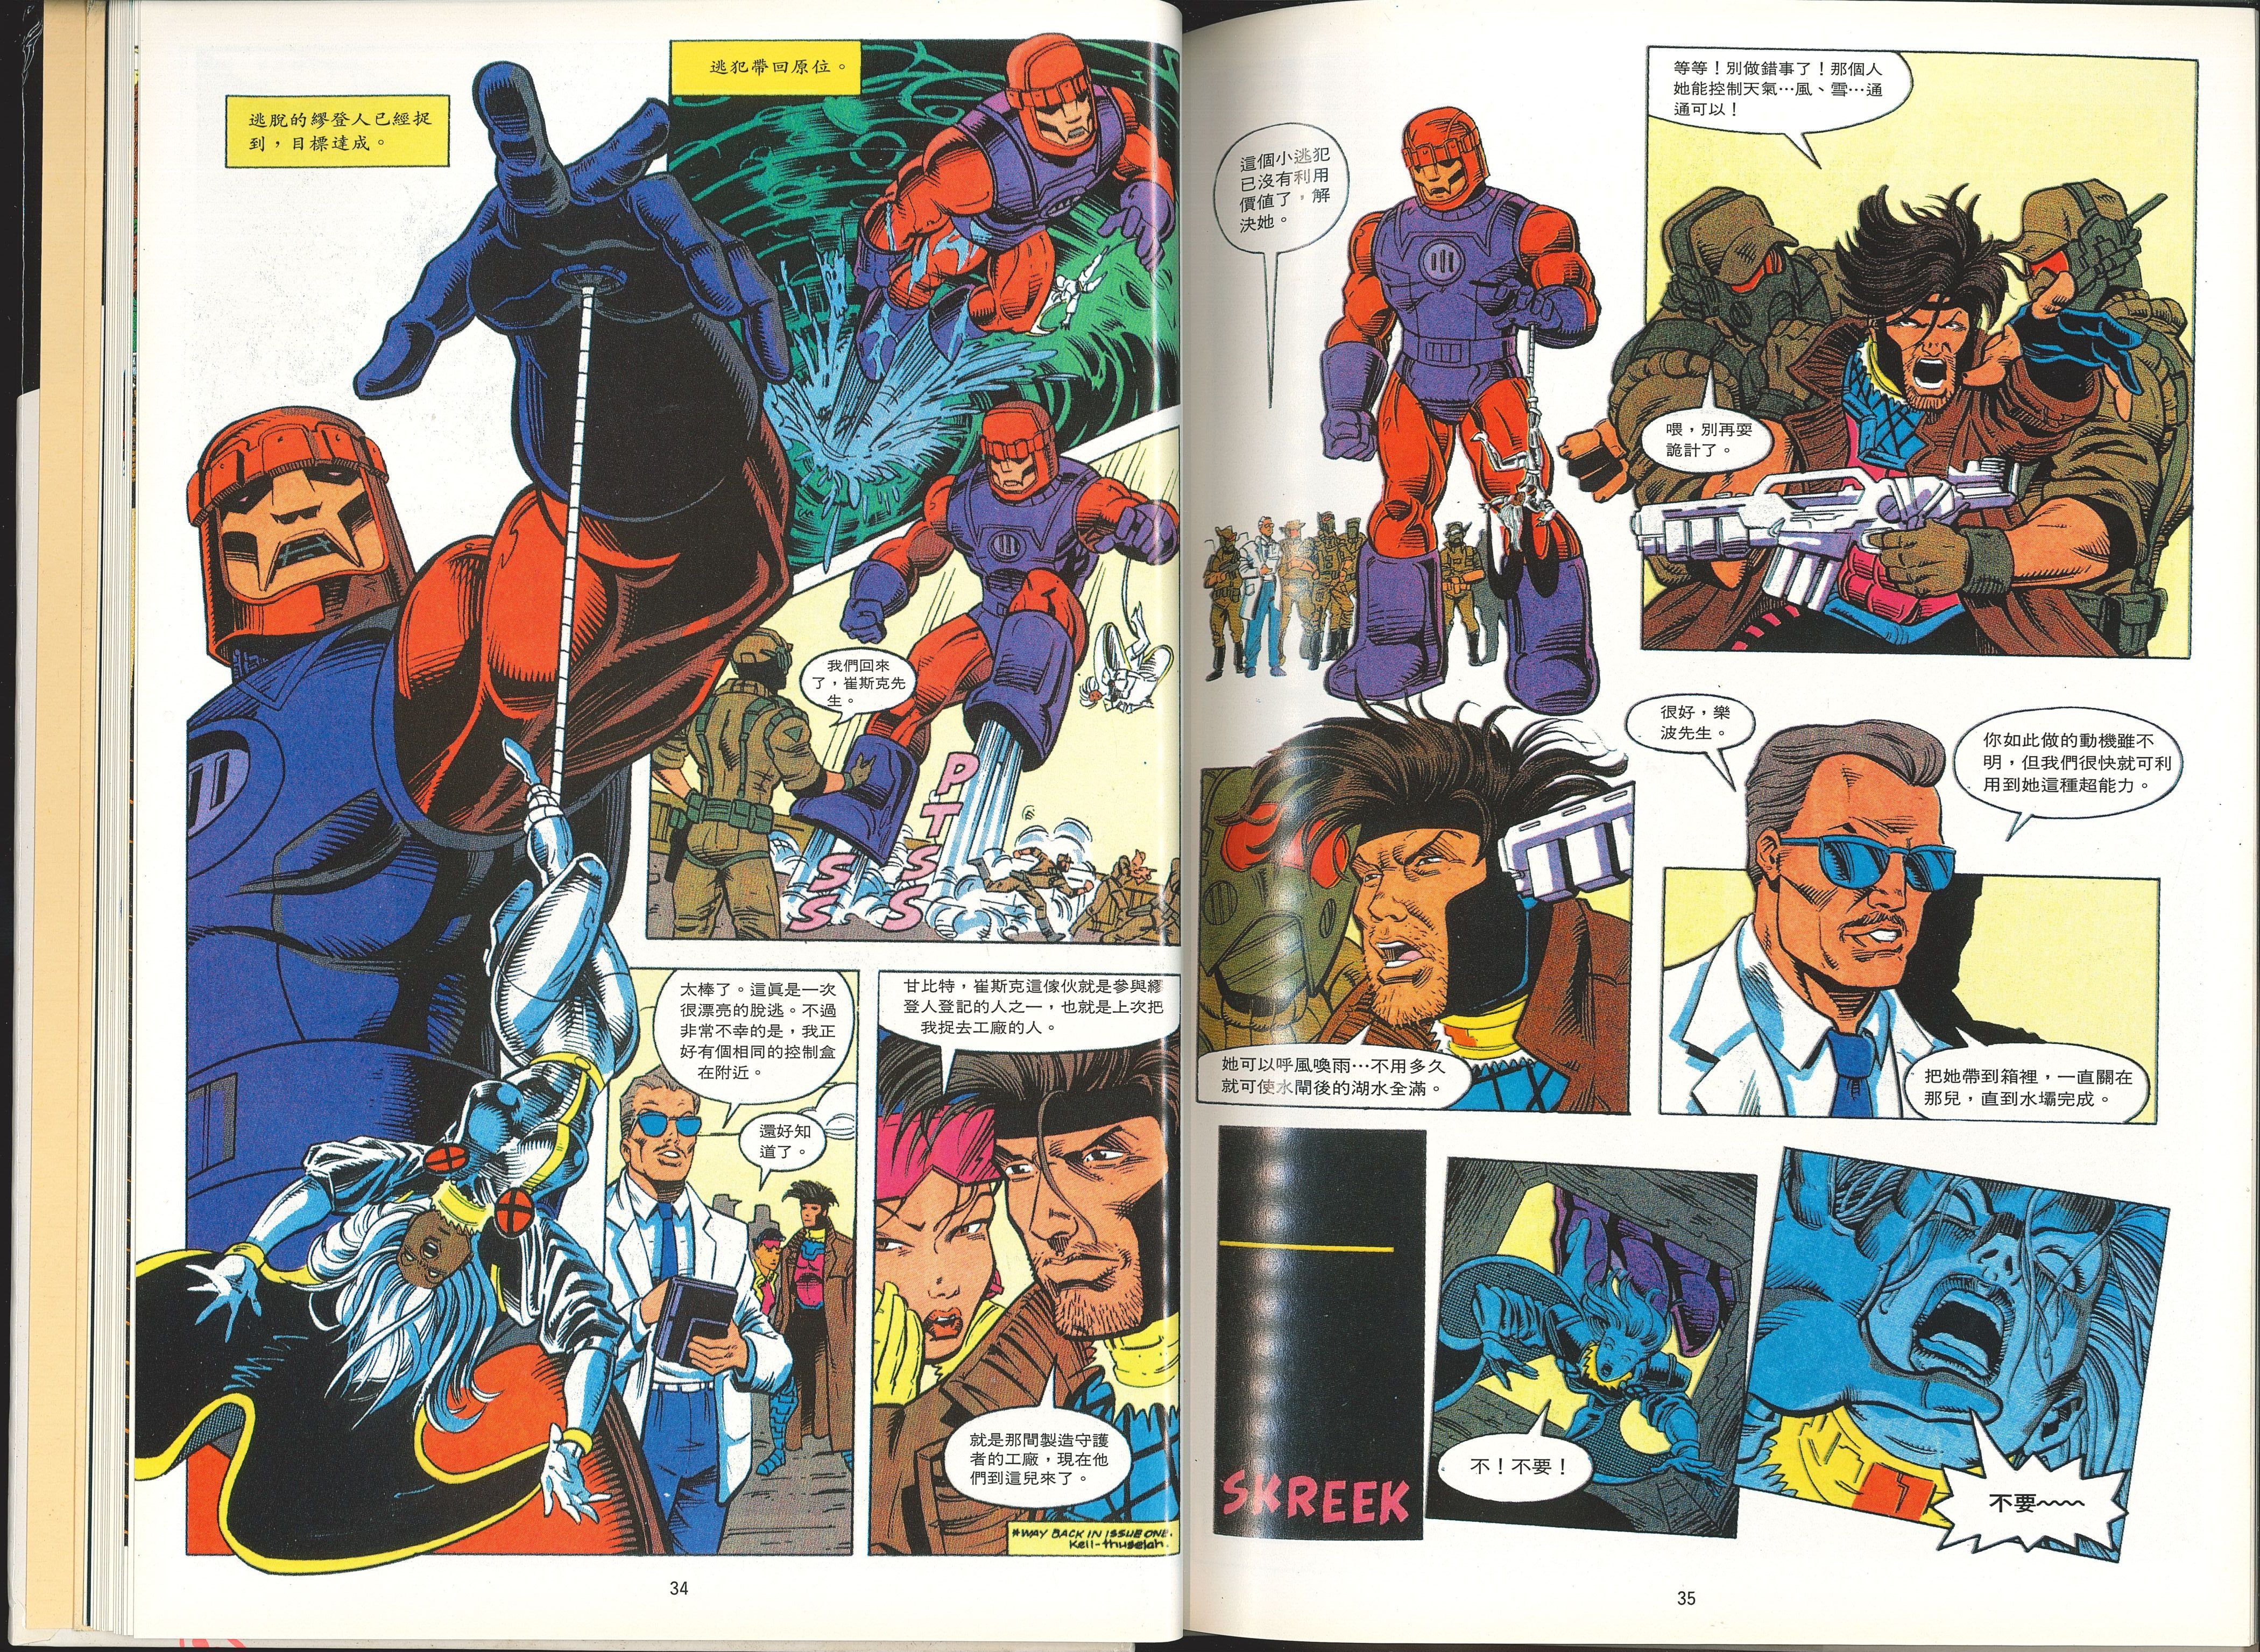 逃脫的繆登人已經捉
到，目標達成。
逃犯帶回原位。
我們回來
了，崔斯克先
生。
PTSSSS
SS
太棒了。這眞是一次
很漂亮的脫逃。不過
非常不幸的是，我正
好有個相同的控制盒
在附近。
還好知
道了。
甘比特，崔斯克這傢伙就是參與繆
登人登記的人之一，也就是上次把
我捉去工廠的人。
就是那間製造守護
者的工廠，現在他
們到這兒來了。
*WAY BACK IN ISSUE ONE.
Kell-thuselah.
34
這個小逃犯
已沒有利用
價值了，解
決她。
等等！別做錯事了！那個人
她能控制天氣…風、雪…通
通可以！
喂，別再耍
詭計了。
她可以呼風喚雨…不用多久
就可使水閘後的湖水全滿。
很好，樂
波先生。
你如此做的動機雖不
明，但我們很快就可利
用到她這種超能力。
把她帶到箱裡，一直關在
那兒，直到水壩完成。
SKREEK
不！不要！
不要~~~~
35